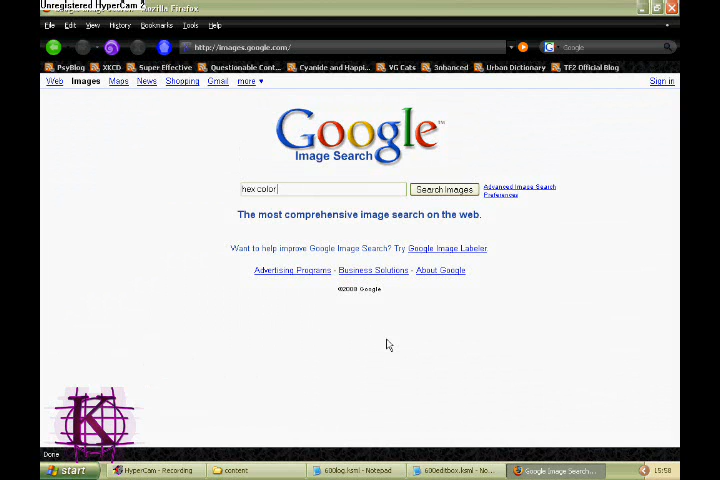 Unregistered HyperCam 2
Mozilla Firefox
File Edit View History Bookmarks Tools Help
http://images.google.com/
G Google
PsyBlog XKCD Super Effective Questionable Cont... Cyanide and Happi... VG Cats 3nhanced Urban Dictionary TF2 Official Blog
Web Images Maps News Shopping Gmail more ▼ Sign in
Google™
Image Search
hex color Search Images Advanced Image Search
Preferences
The most comprehensive image search on the web.
Want to help improve Google Image Search? Try Google Image Labeler.
Advertising Programs - Business Solutions - About Google
©2008 Google
K
Done
start HyperCam - Recording content 600log.ksml - Notepad 600editbox.ksml - No... Google Image Search... 15:58